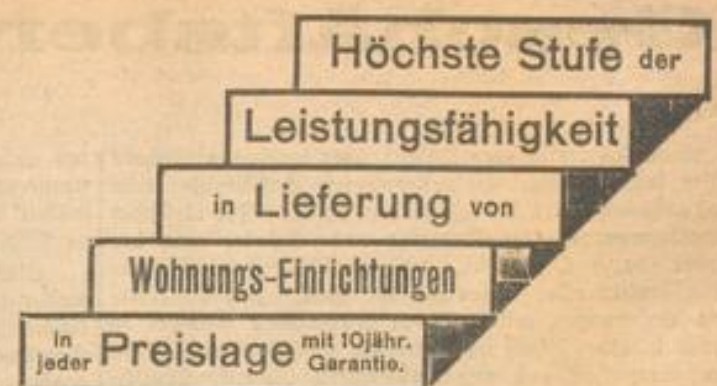 Höchste Stufe der
Leistungsfähigkeit
in Lieferung von
Wohnungs-Einrichtungen
In jeder Preislage mit 10jähr. Garantie.